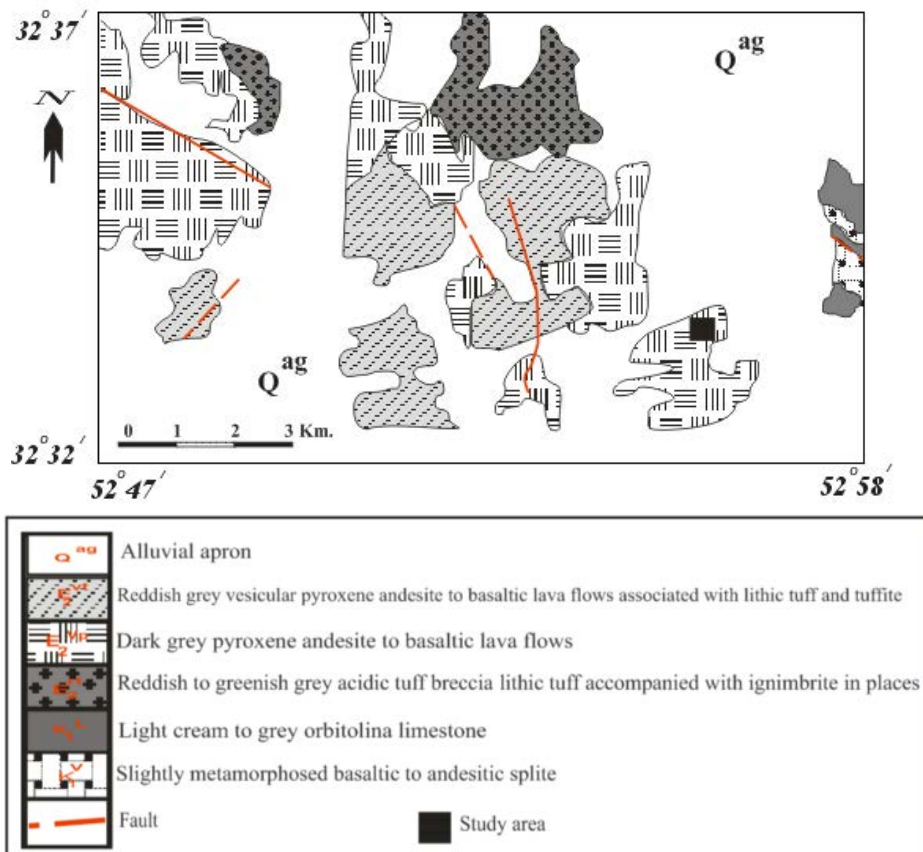 32°37′
Q ag
N
Q ag
0 1 2 3 Km.
32°32′
52°47′
52°58′
Q ag Alluvial apron
Reddish grey vesicular pyroxene andesite to basaltic lava flows associated with lithic tuff and tuffite
Dark grey pyroxene andesite to basaltic lava flows
Reddish to greenish grey acidic tuff breccia lithic tuff accompanied with ignimbrite in places
Light cream to grey orbitolina limestone
Slightly metamorphosed basaltic to andesitic splite
Fault
Study area